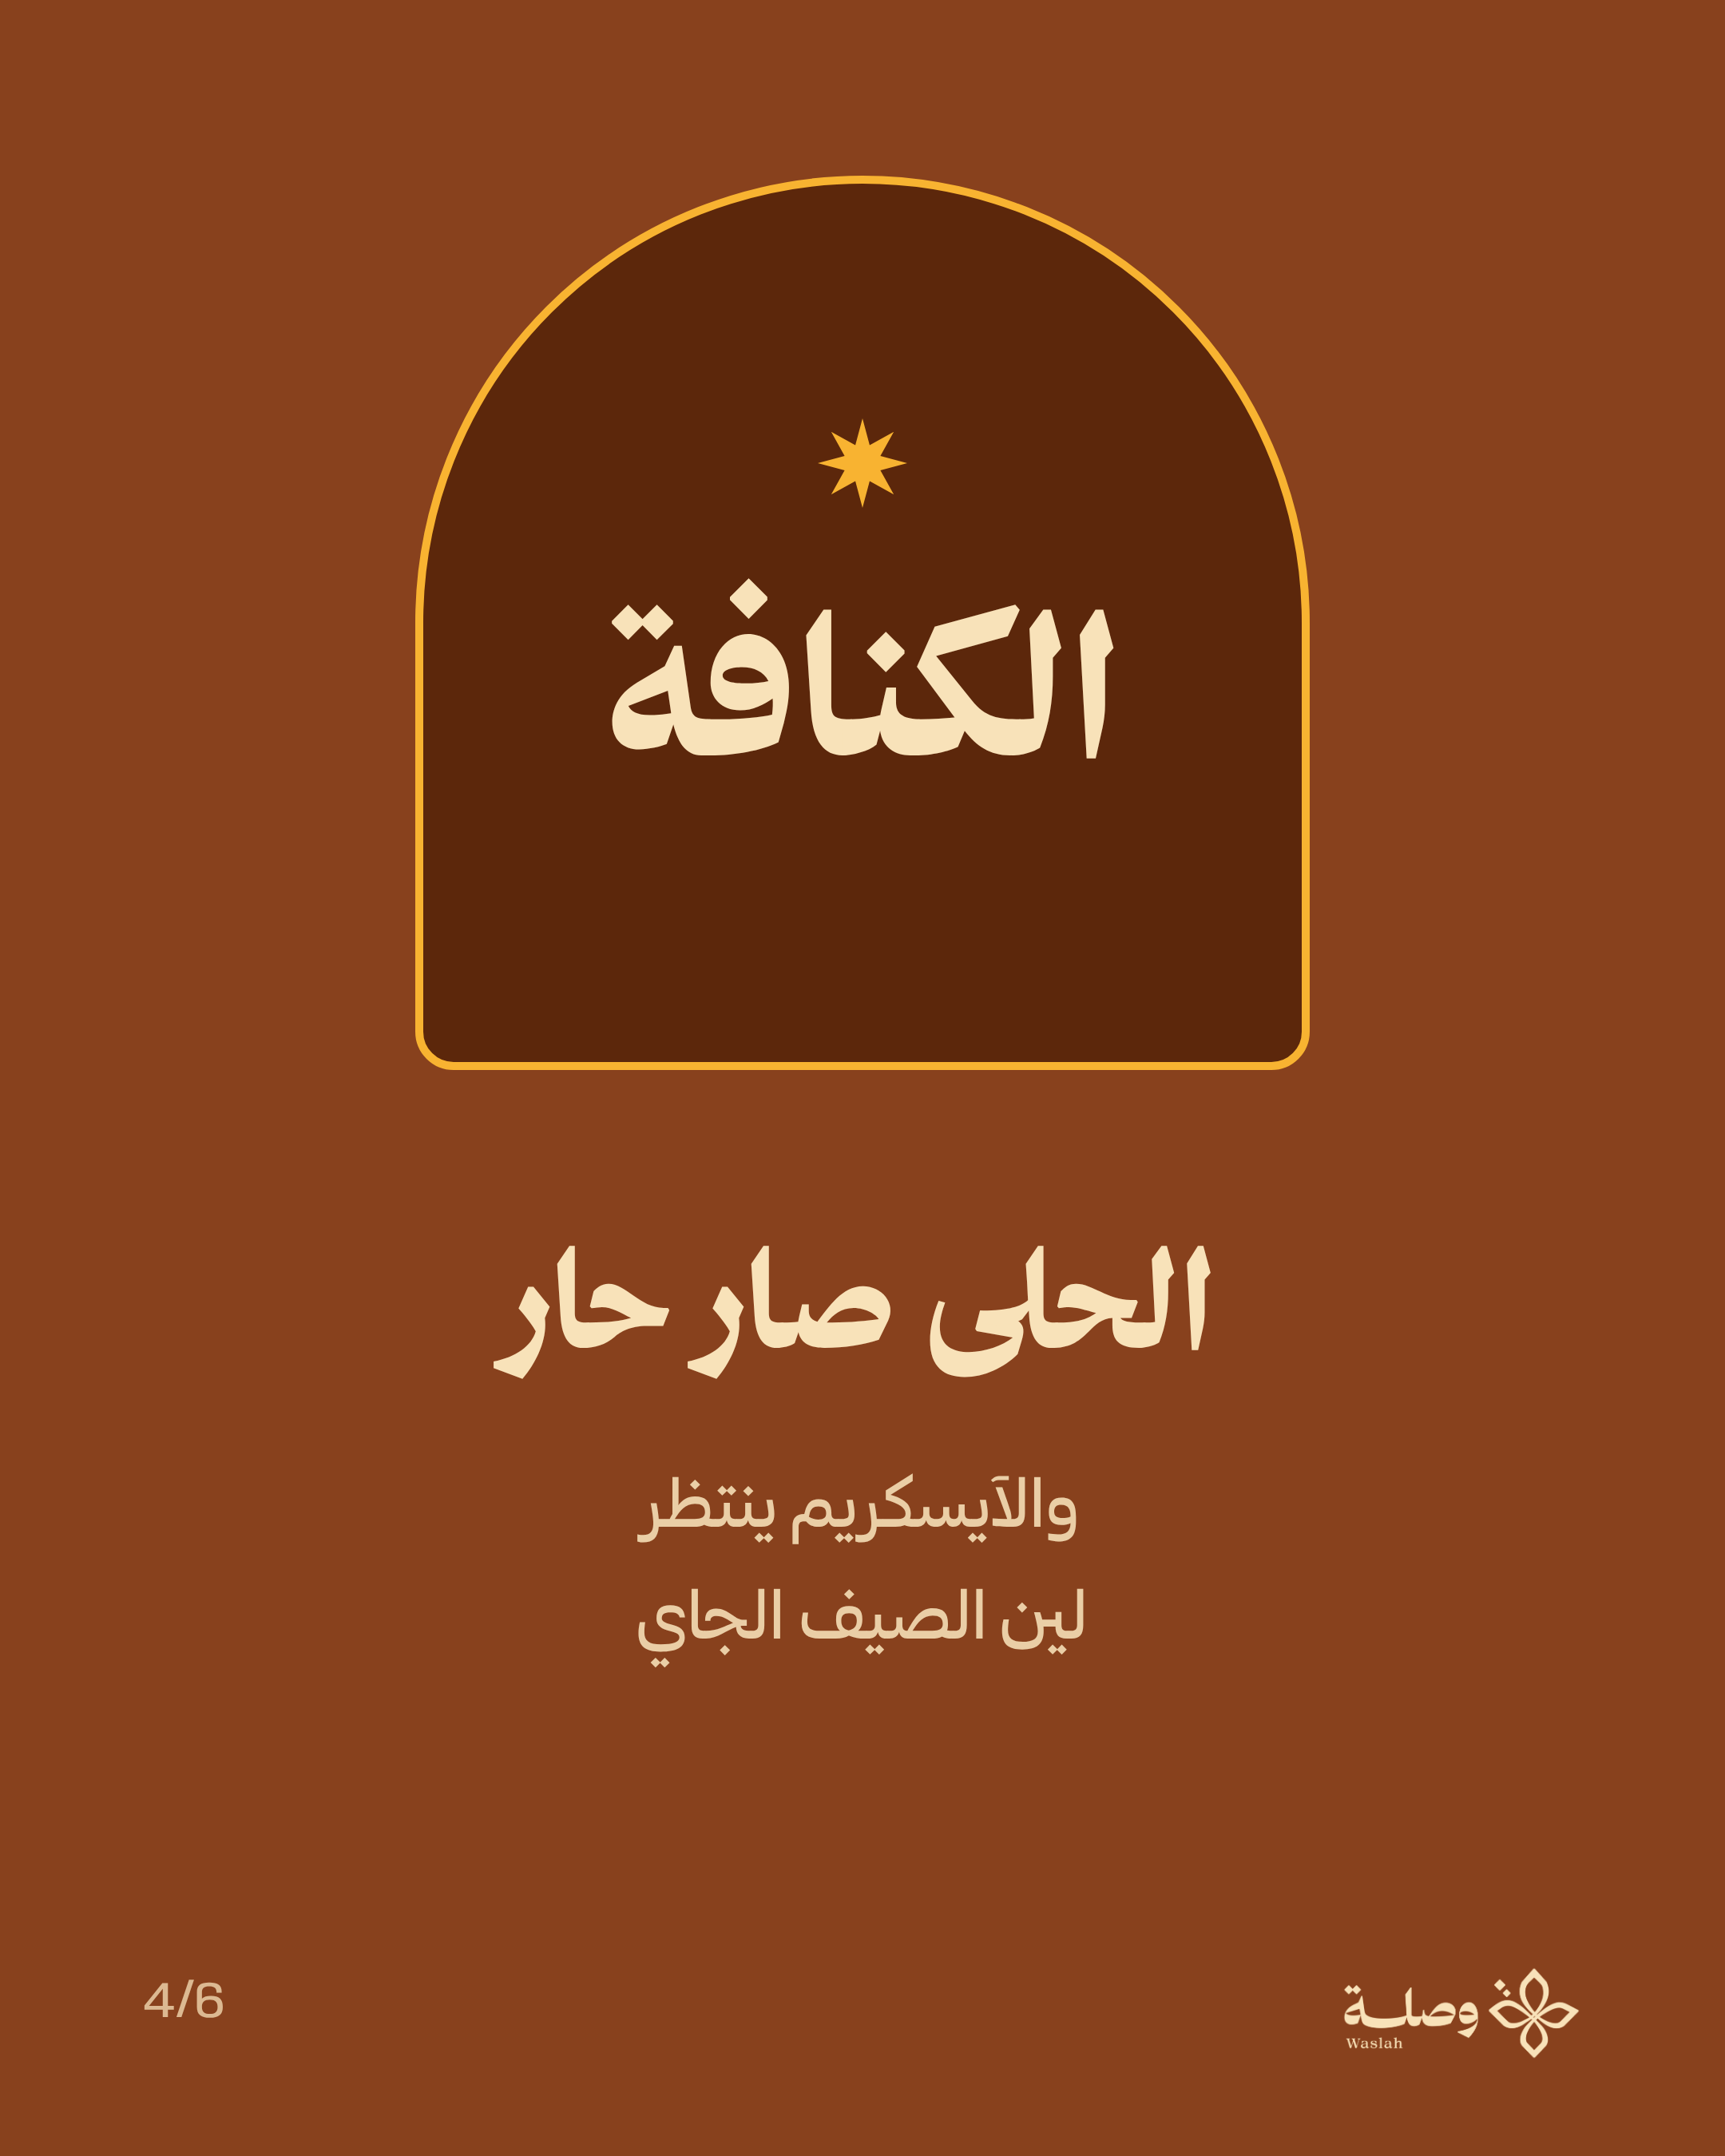 الكنافة
الحلى صار حار
والآيسكريم ينتظر
لين الصيف الجاي
4/6
وصلة
Waslah